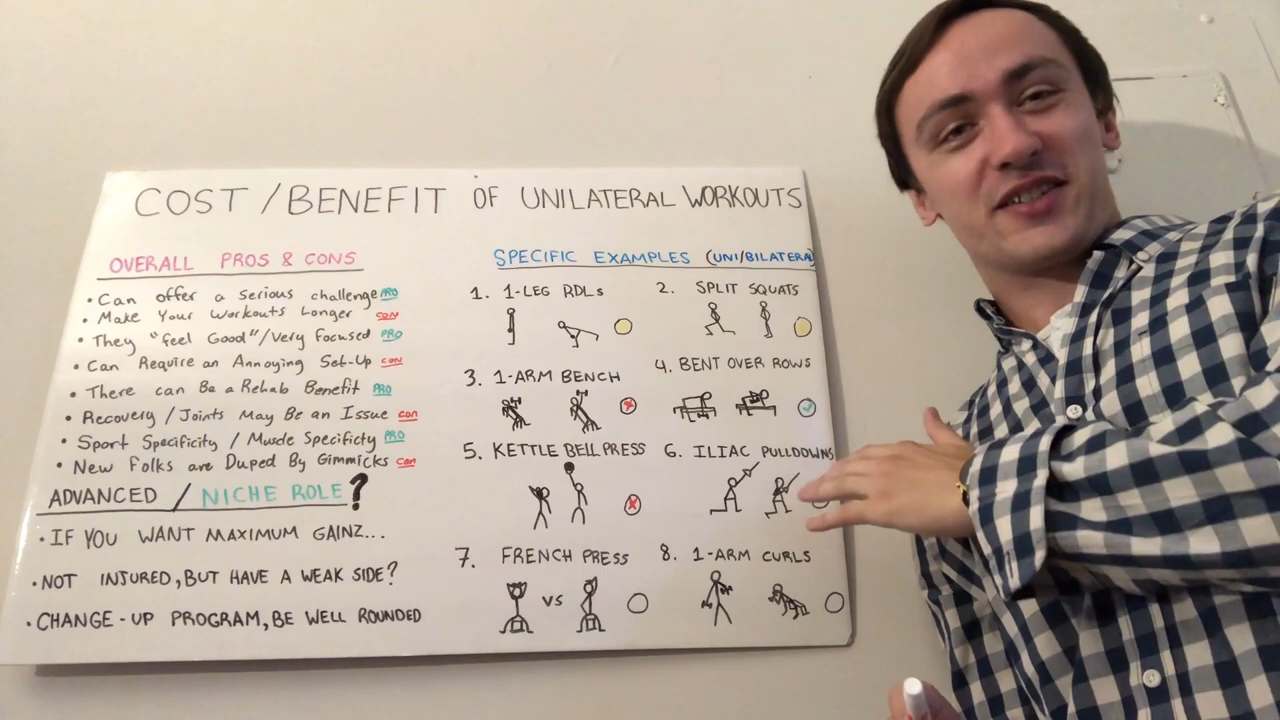 COST / BENEFIT OF UNILATERAL WORKOUTS
OVERALL PROS & CONS
• Can offer a serious challenge PRO
• Make Your Workouts Longer con
• They "feel Good"/Very Focused PRO
• Can Require an Annoying Set-Up con
• There can Be a Rehab Benefit PRO
• Recovery / Joints May Be an Issue con
• Sport Specificity / Muscle Specificty PRO
• New Folks are Duped By Gimmicks con
ADVANCED / NICHE ROLE?
• IF YOU WANT MAXIMUM GAINZ...
• NOT INJURED, BUT HAVE A WEAK SIDE?
• CHANGE-UP PROGRAM, BE WELL ROUNDED
SPECIFIC EXAMPLES (UNI/BILATERAL)
1. 1-LEG RDLs
2. SPLIT SQUATS
3. 1-ARM BENCH
4. BENT OVER ROWS
5. KETTLE BELL PRESS
6. ILIAC PULLDOWNS
7. FRENCH PRESS
VS
8. 1-ARM CURLS